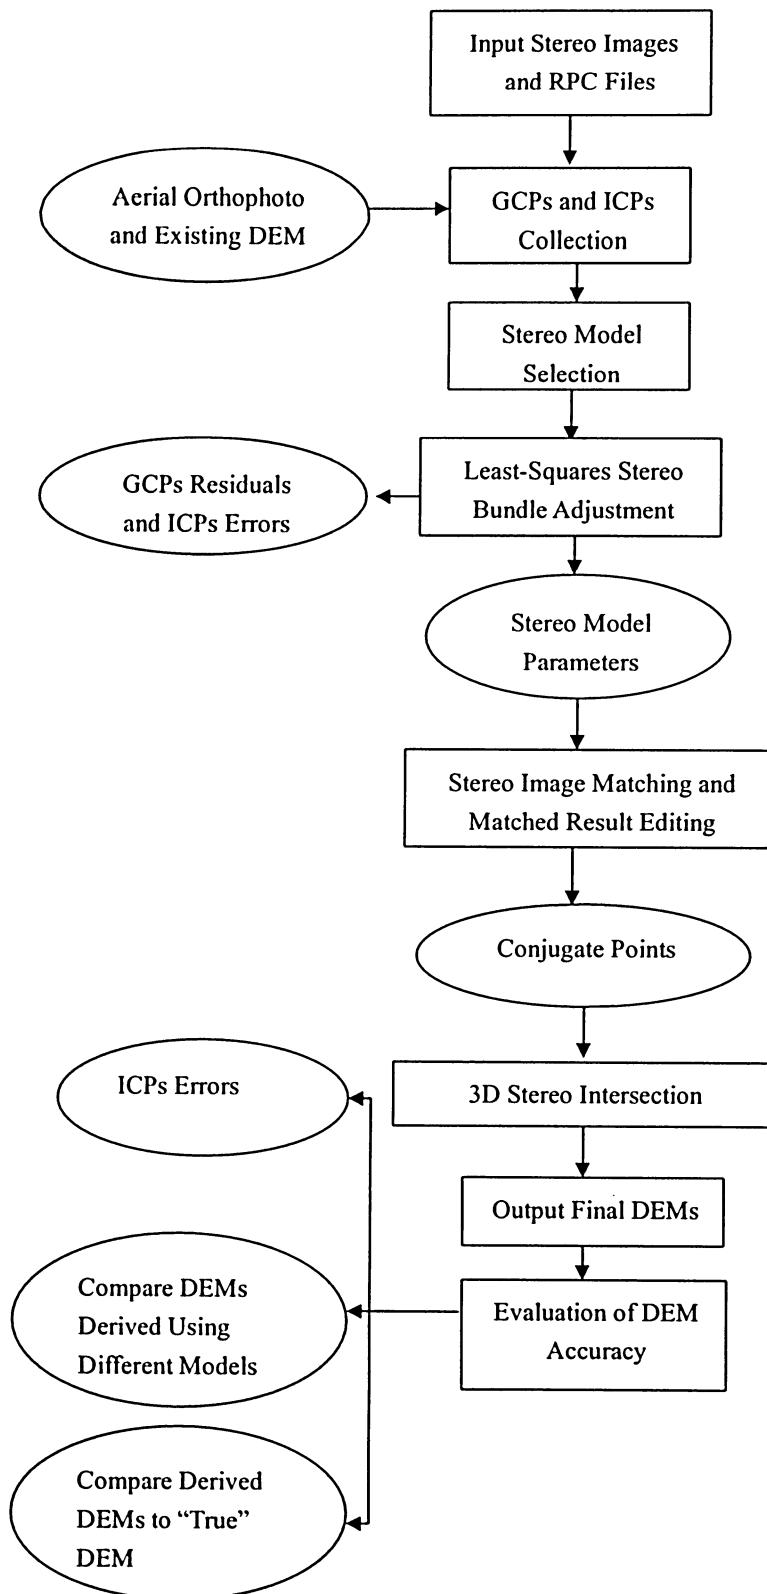 Input Stereo Images
and RPC Files
Aerial Orthophoto
and Existing DEM
GCPs and ICPs
Collection
Stereo Model
Selection
GCPs Residuals
and ICPs Errors
Least-Squares Stereo
Bundle Adjustment
Stereo Model
Parameters
Stereo Image Matching and
Matched Result Editing
Conjugate Points
ICPs Errors
3D Stereo Intersection
Output Final DEMs
Compare DEMs
Derived Using
Different Models
Evaluation of DEM
Accuracy
Compare Derived
DEMs to “True”
DEM